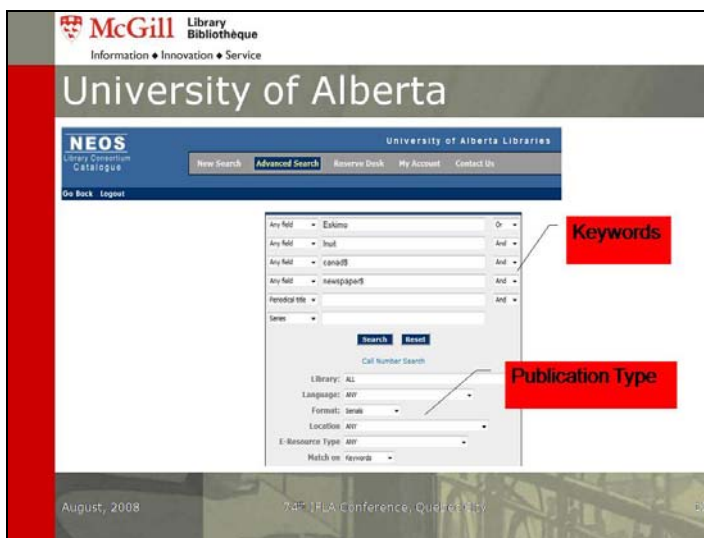 McGill Library
Bibliothèque
Information ♦ Innovation ♦ Service
University of Alberta
NEOS
Library Consortium
Catalogue
University of Alberta Libraries
New Search Advanced Search Reserve Desk My Account Contact Us
Go Back Logout
Any field Eskimo Or
Any field Inuit And
Any field canad$ And
Any field newspaper$ And
Periodical title And
Series
Keywords
Search Reset
Call Number Search
Publication Type
Library: ALL
Language: ANY
Format: Serials
Location ANY
E-Resource Type ANY
Match on Keywords
August, 2008 74th IFLA Conference, Quebec City